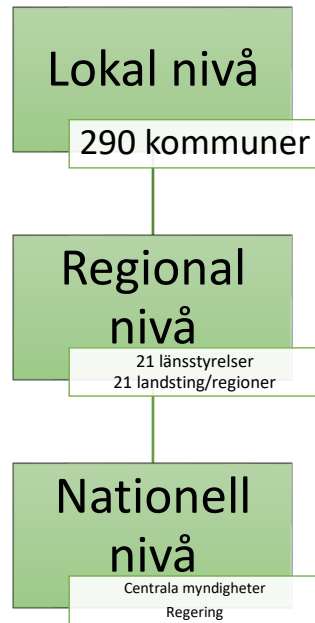 Lokal nivå
290 kommuner
Regional
nivå
21 länsstyrelser
21 landsting/regioner
Nationell
nivå
Centrala myndigheter
Regering